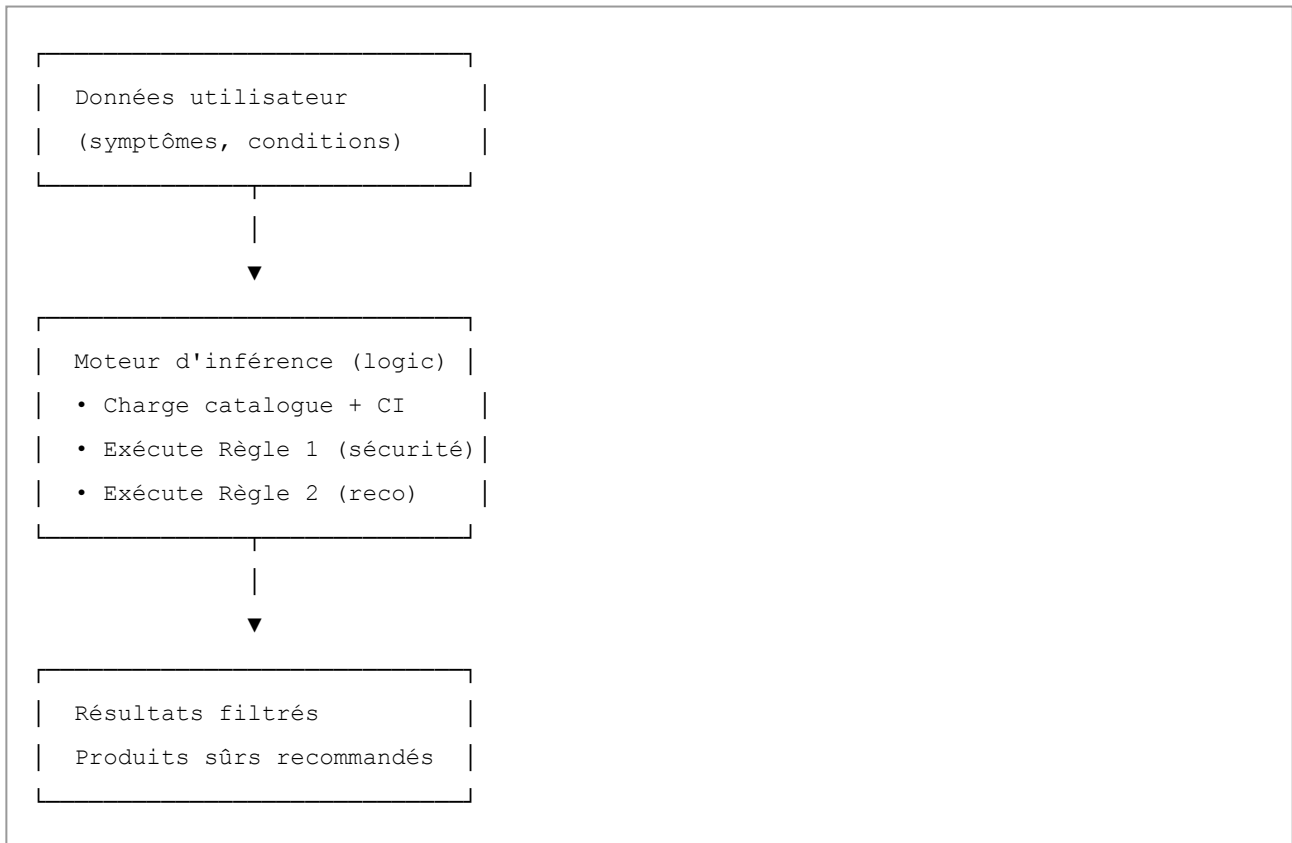 Données utilisateur
(symptômes, conditions)
Moteur d'inférence (logic)
• Charge catalogue + CI
• Exécute Règle 1 (sécurité)
• Exécute Règle 2 (reco)
Résultats filtrés
Produits sûrs recommandés